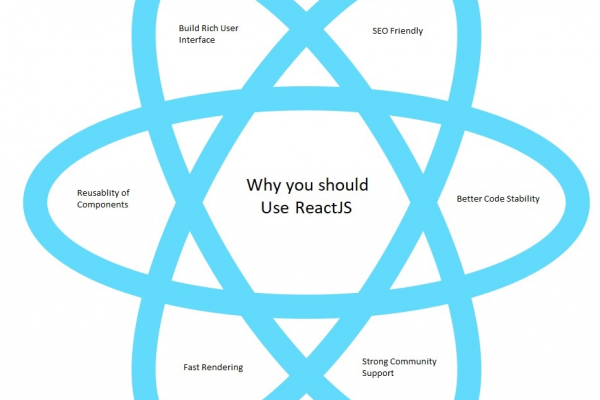 Build Rich User
Interface
SEO Friendly
Reusablity of
Components
Why you should
Use ReactJS
Better Code Stability
Fast Rendering
Strong Community
Support